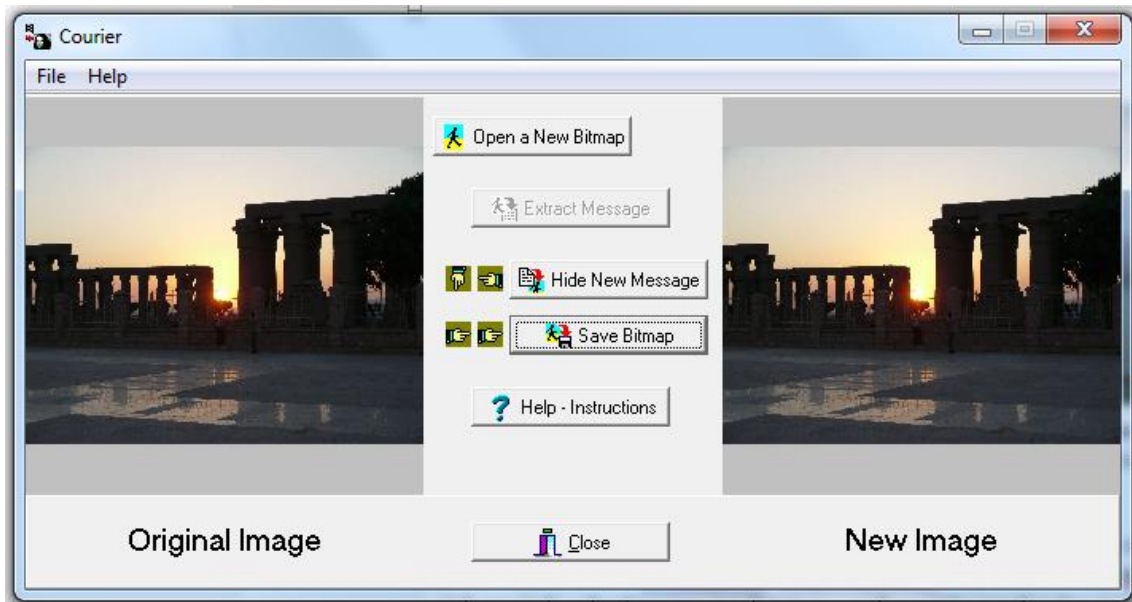 Courier
File Help
Open a New Bitmap
Extract Message
Hide New Message
Save Bitmap
Help - Instructions
Original Image
Close
New Image